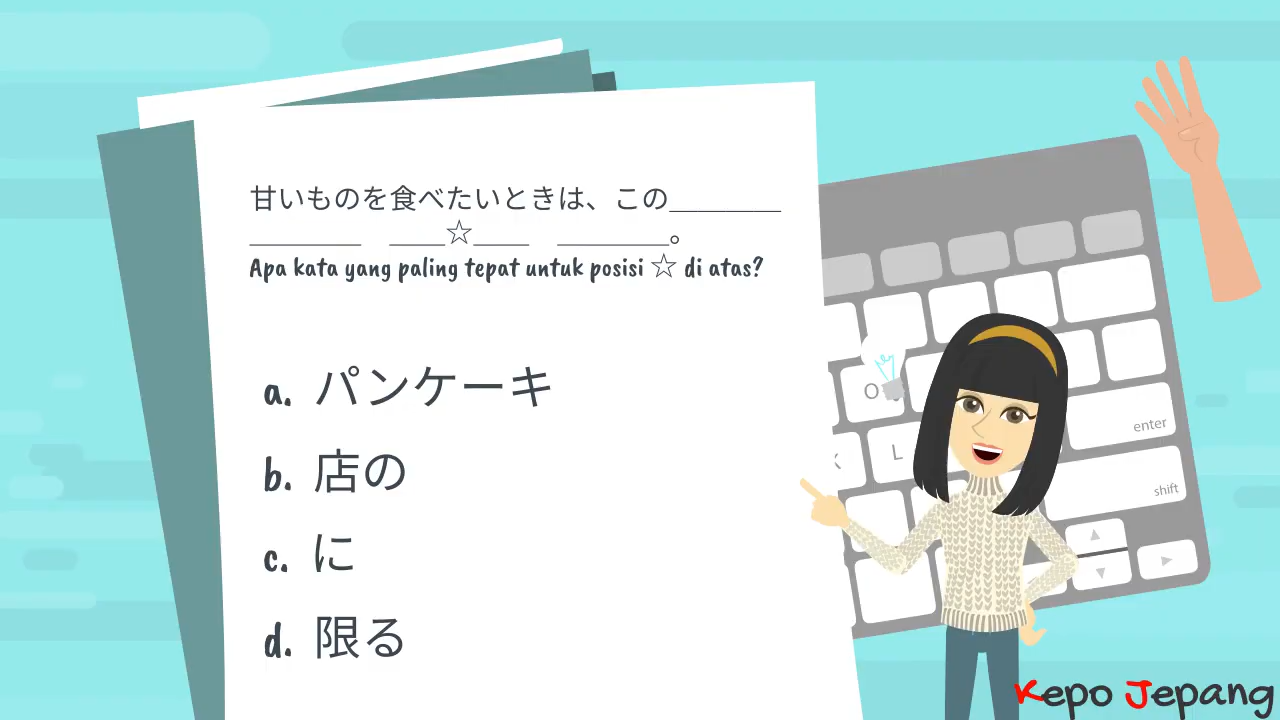 甘いものを食べたいときは、この________
________　____☆____　________。
Apa kata yang paling tepat untuk posisi ☆ di atas?
a. パンケーキ
b. 店の
c. に
d. 限る
O
K
L
enter
shift
Kepo Jepang